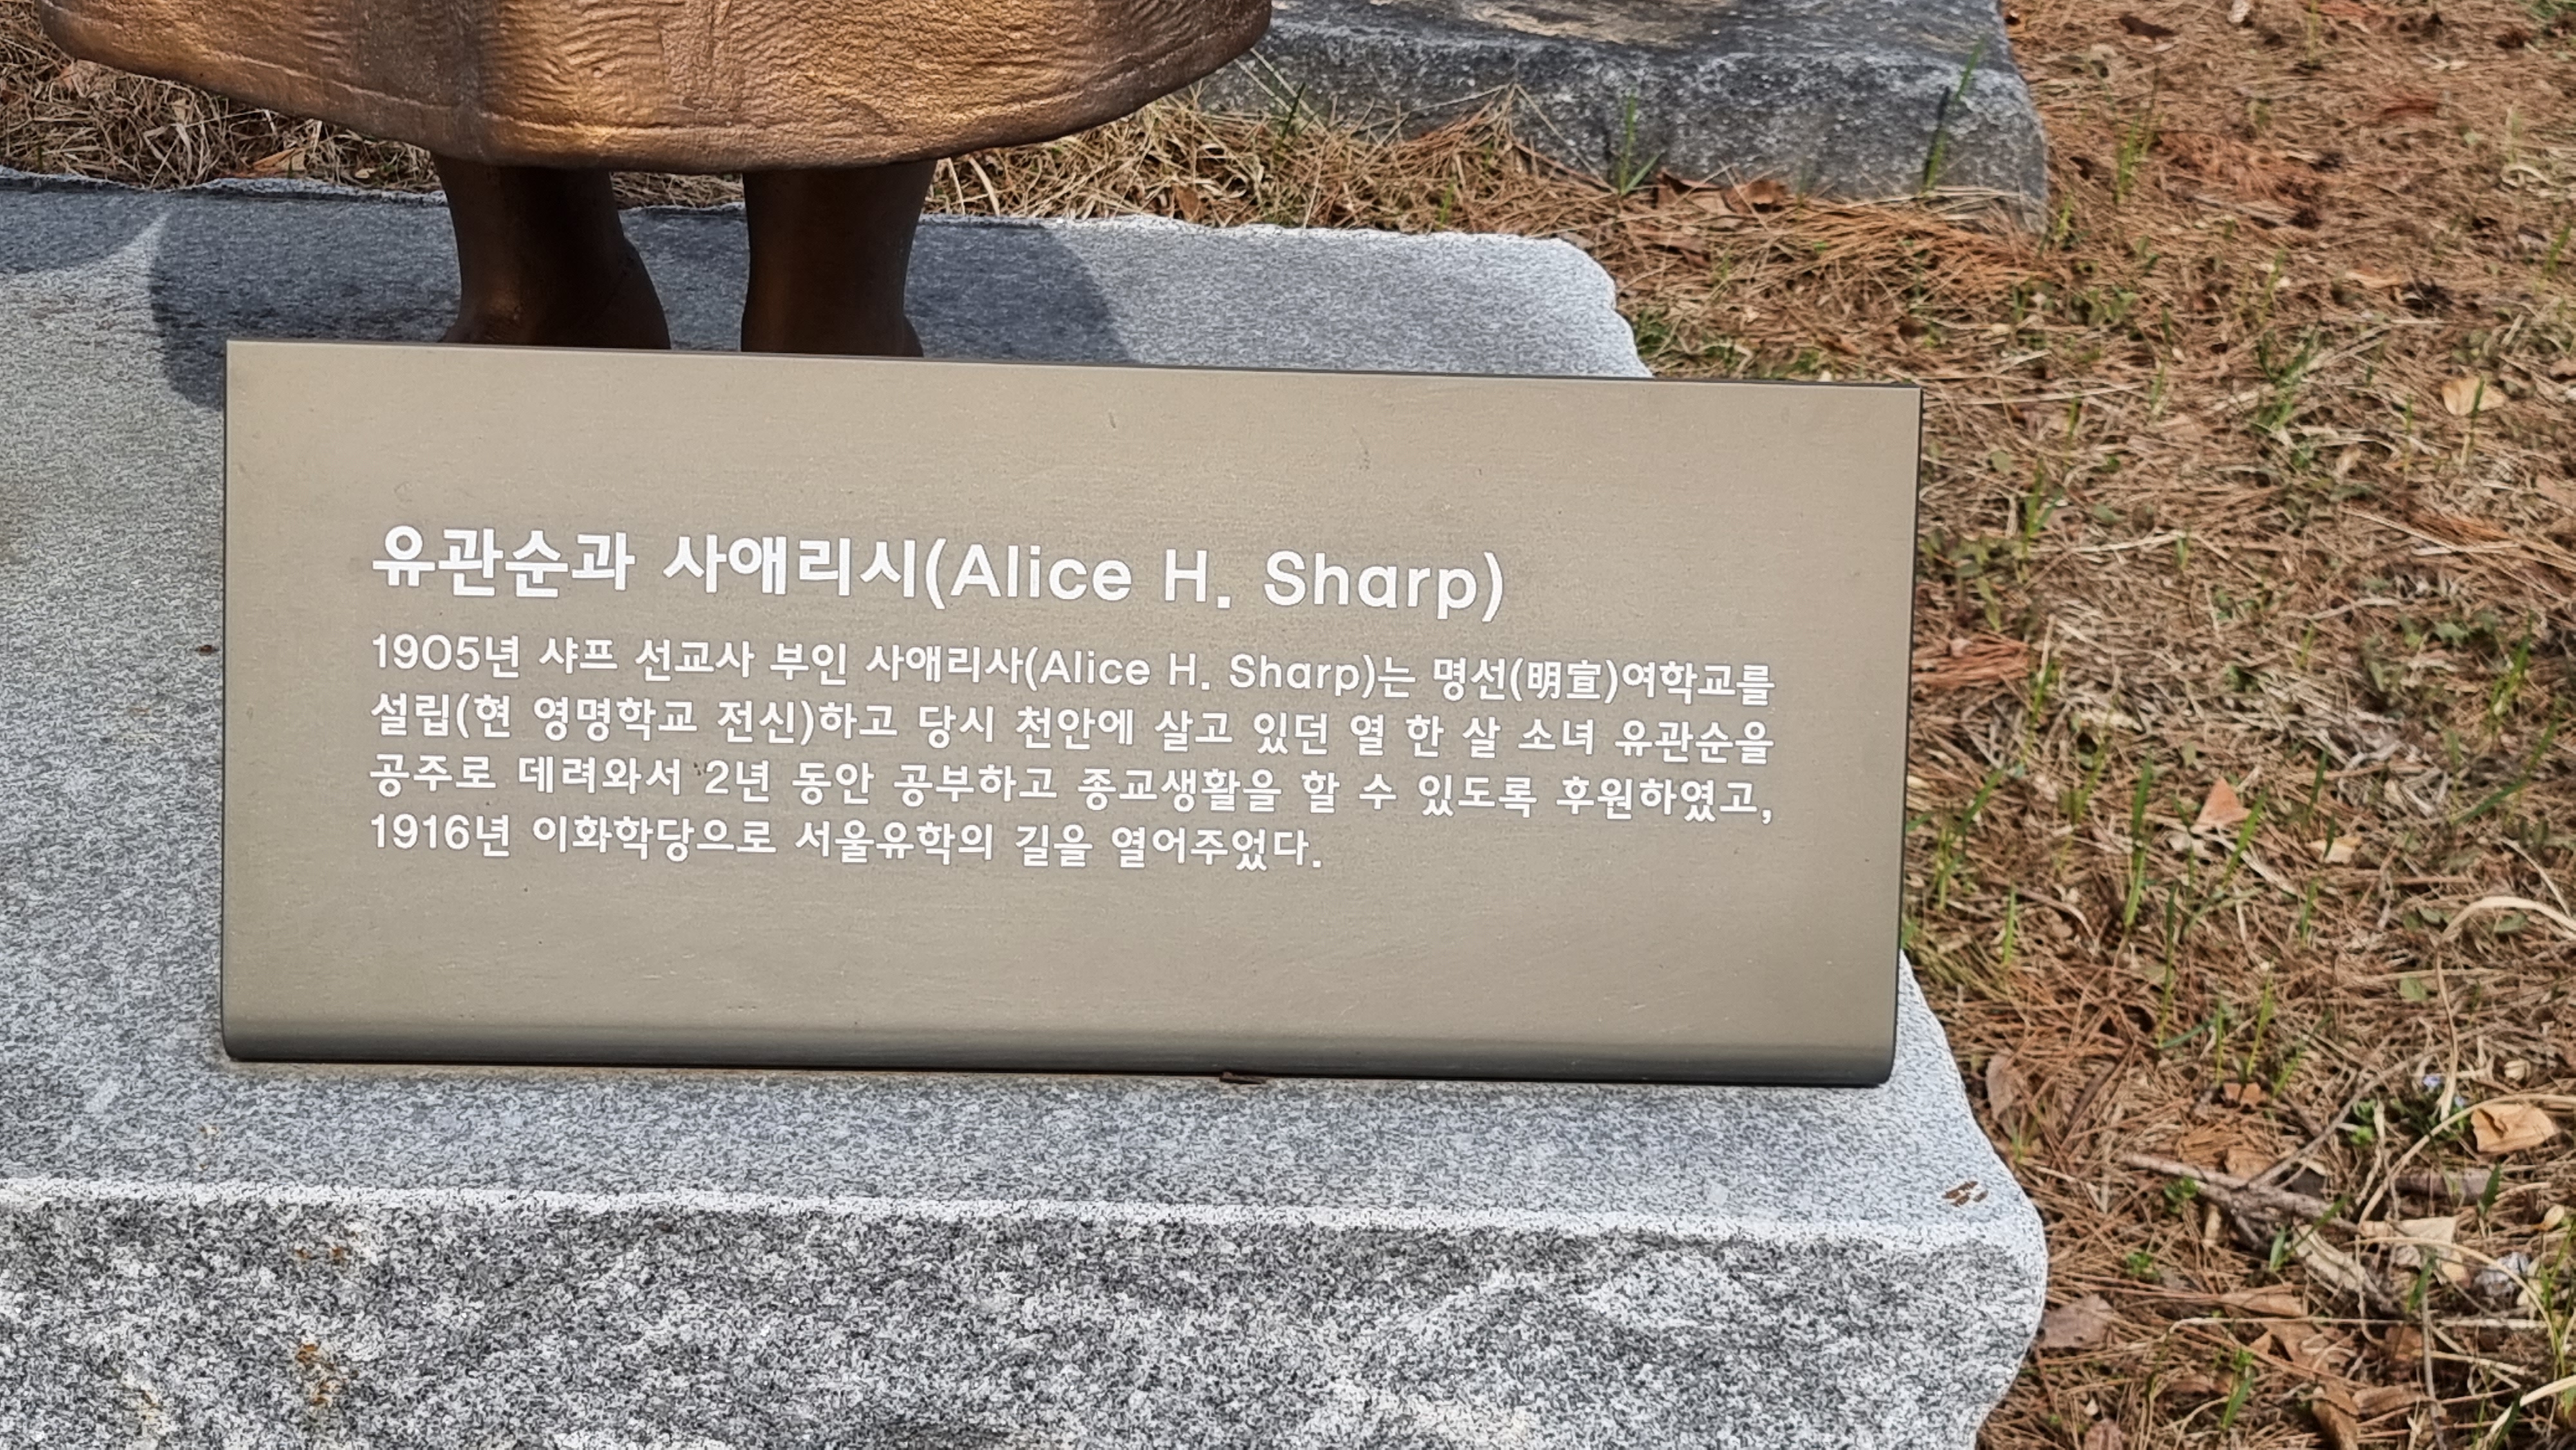 유관순과 사애리시(Alice H. Sharp)
1905년 샤프 선교사 부인 사애리사(Alice H. Sharp)는 명선(明宣)여학교를
설립(현 영명학교 전신)하고 당시 천안에 살고 있던 열 한 살 소녀 유관순을
공주로 데려와서 2년 동안 공부하고 종교생활을 할 수 있도록 후원하였고,
1916년 이화학당으로 서울유학의 길을 열어주었다.